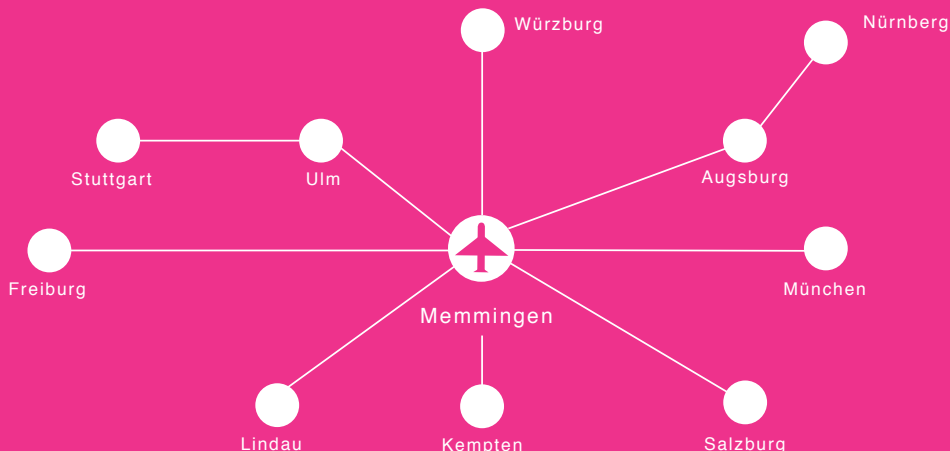 Würzburg
Nürnberg
Stuttgart
Ulm
Augsburg
Freiburg
München
Memmingen
Lindau
Kempten
Salzburg